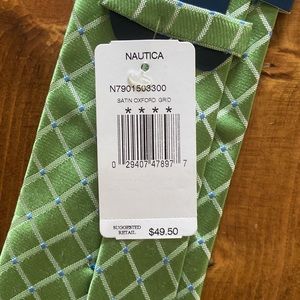 NAUTICA
N7901503300
SATIN OXFORD, GRID
* * * *
0 29407 47897 7
SUGGESTED
RETAIL $49.50